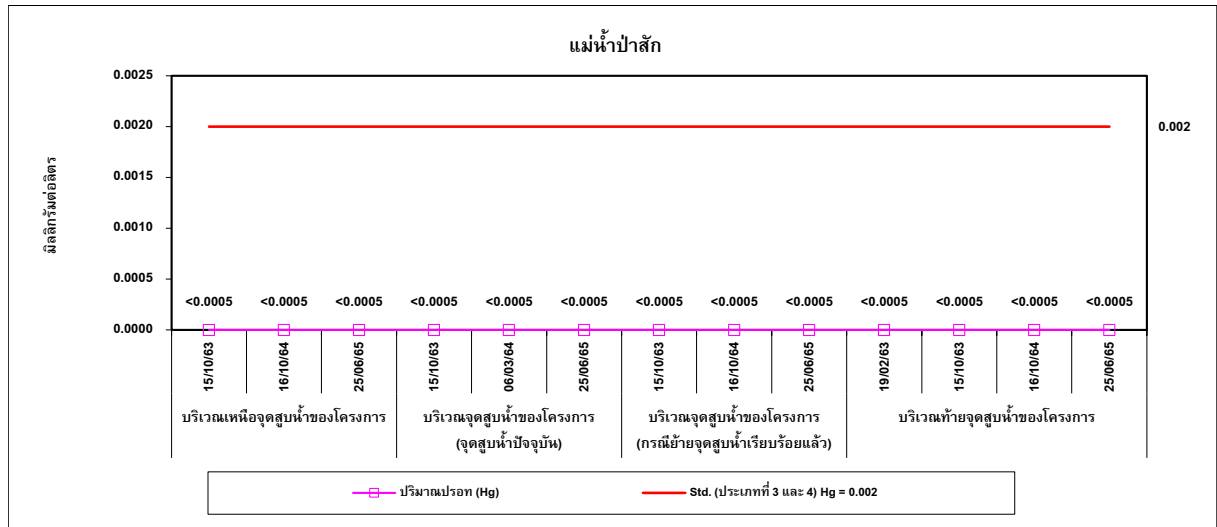 แม่น้ำป่าสัก
มิลลิกรัมต่อลิตร
0.0025
0.0020
0.0015
0.0010
0.0005
0.0000
0.002
<0.0005 <0.0005 <0.0005 <0.0005 <0.0005 <0.0005 <0.0005 <0.0005 <0.0005 <0.0005 <0.0005 <0.0005 <0.0005
15/10/63 16/10/64 25/06/65 15/10/63 06/03/64 25/06/65 15/10/63 16/10/64 25/06/65 19/02/63 15/10/63 16/10/64 25/06/65
บริเวณเหนือจุดสูบน้ำของโครงการ
บริเวณจุดสูบน้ำของโครงการ
(จุดสูบน้ำปัจจุบัน)
บริเวณจุดสูบน้ำของโครงการ
(กรณีย้ายจุดสูบน้ำเรียบร้อยแล้ว)
บริเวณท้ายจุดสูบน้ำของโครงการ
ปริมาณปรอท (Hg)
Std. (ประเภทที่ 3 และ 4) Hg = 0.002